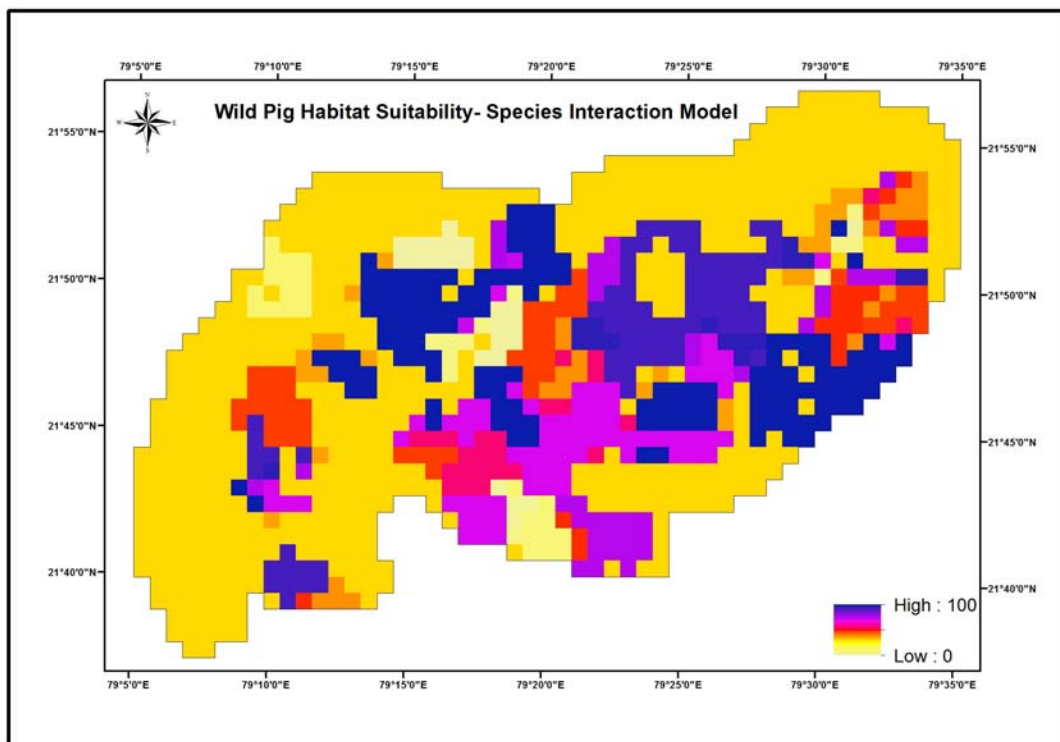 79°5'0"E 79°10'0"E 79°15'0"E 79°20'0"E 79°25'0"E 79°30'0"E 79°35'0"E
N
W E
S
Wild Pig Habitat Suitability- Species Interaction Model
21°55'0"N 21°55'0"N
21°50'0"N 21°50'0"N
21°45'0"N 21°45'0"N
21°40'0"N 21°40'0"N
High : 100
Low : 0
79°5'0"E 79°10'0"E 79°15'0"E 79°20'0"E 79°25'0"E 79°30'0"E 79°35'0"E